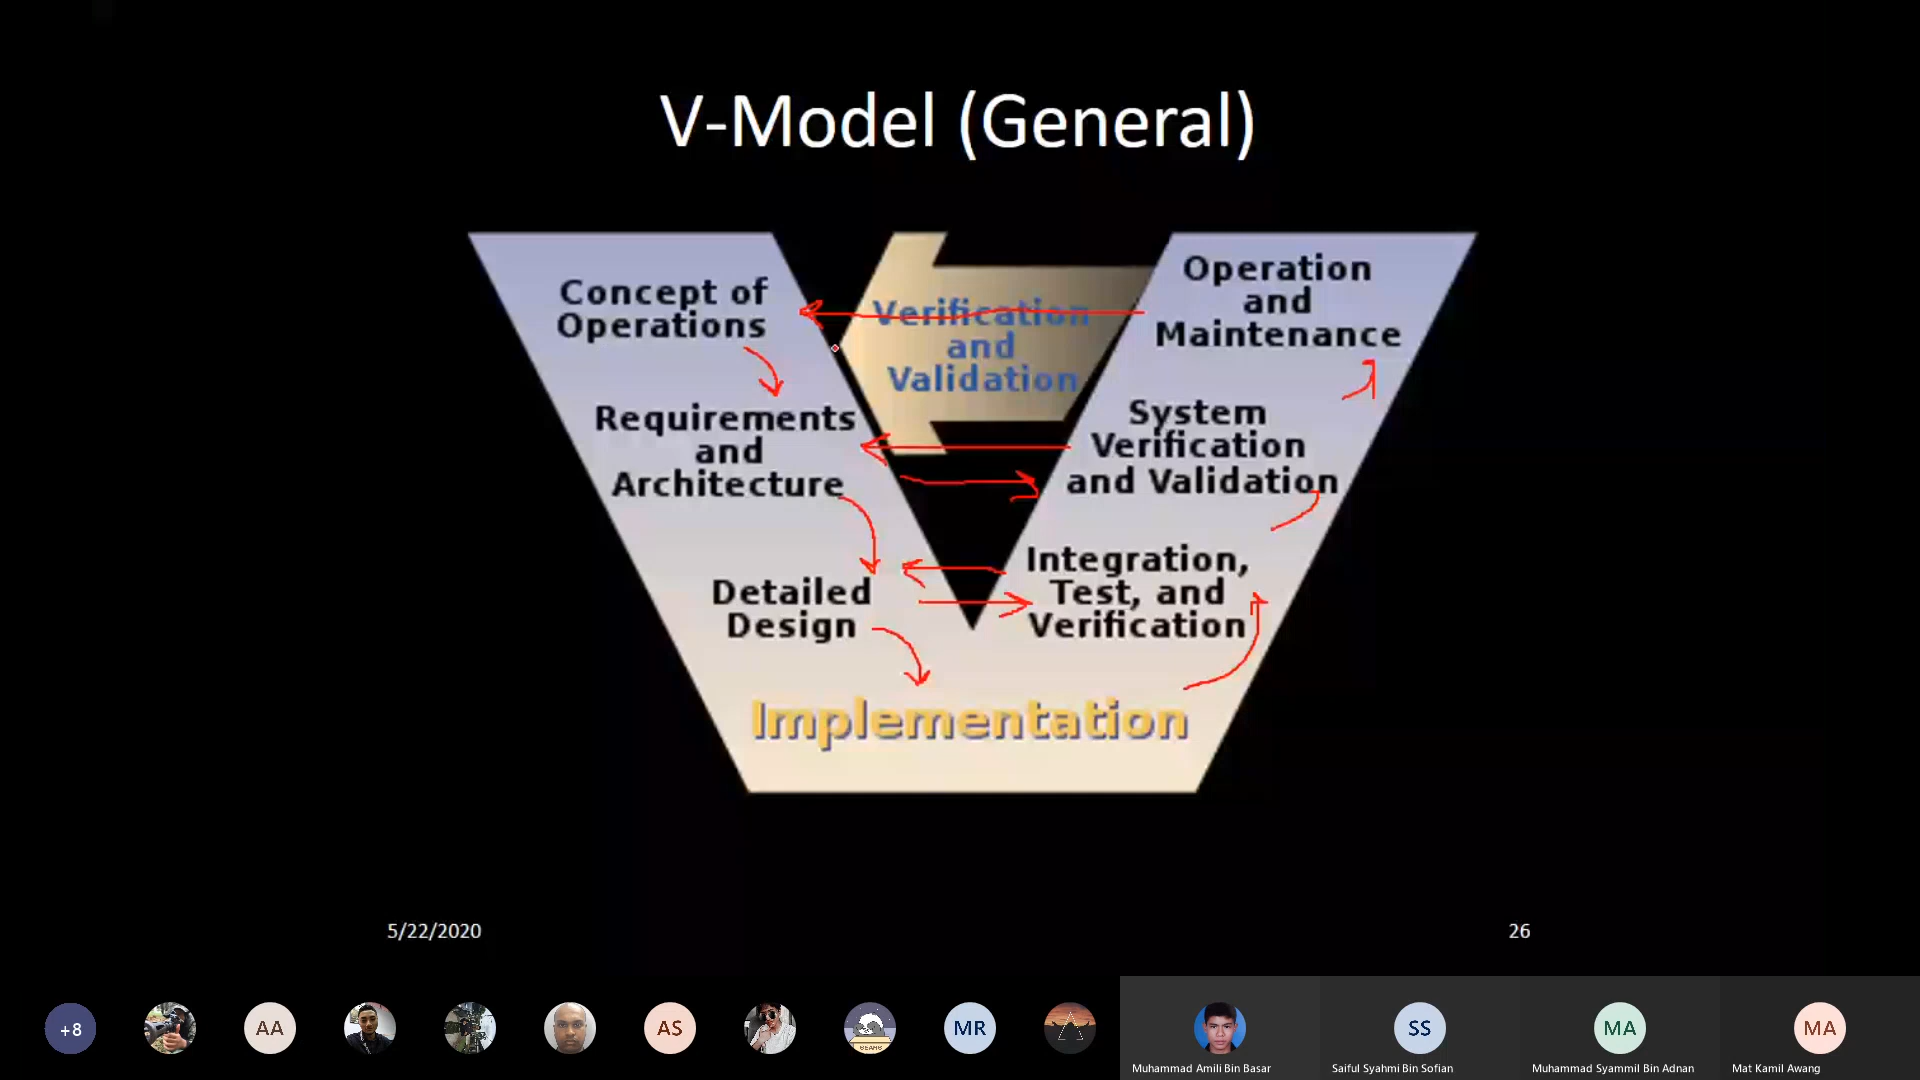 V-Model (General)
Concept of
Operations
Verification
and
Validation
Operation
and
Maintenance
Requirements
and
Architecture
System
Verification
and Validation
Detailed
Design
Integration,
Test, and
Verification
Implementation
5/22/2020
26
+8
AA
AS
BEARS
MR
SS
MA
MA
Muhammad Amili Bin Basar
Saiful Syahmi Bin Sofian
Muhammad Syammil Bin Adnan
Mat Kamil Awang